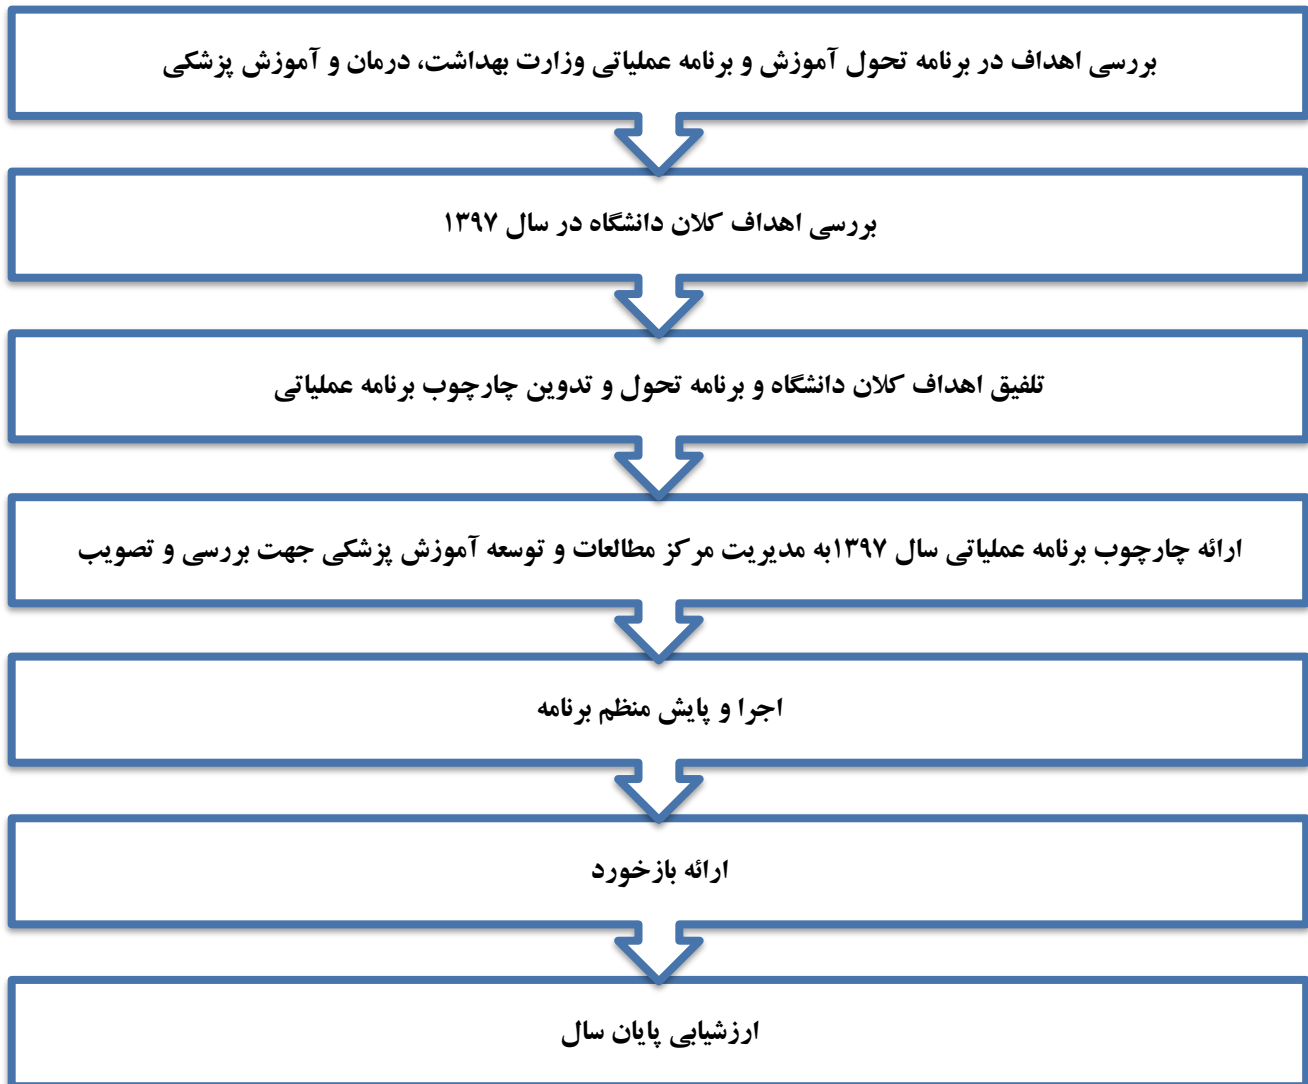 بررسی اهداف در برنامه تحول آموزش و برنامه عملیاتی وزارت بهداشت، درمان و آموزش پزشکی
بررسی اهداف کلان دانشگاه در سال ۱۳۹۷
تلفیق اهداف کلان دانشگاه و برنامه تحول و تدوین چارچوب برنامه عملیاتی
ارائه چارچوب برنامه عملیاتی سال ۱۳۹۷به مدیریت مرکز مطالعات و توسعه آموزش پزشکی جهت بررسی و تصویب
اجرا و پایش منظم برنامه
ارائه بازخورد
ارزشیابی پایان سال